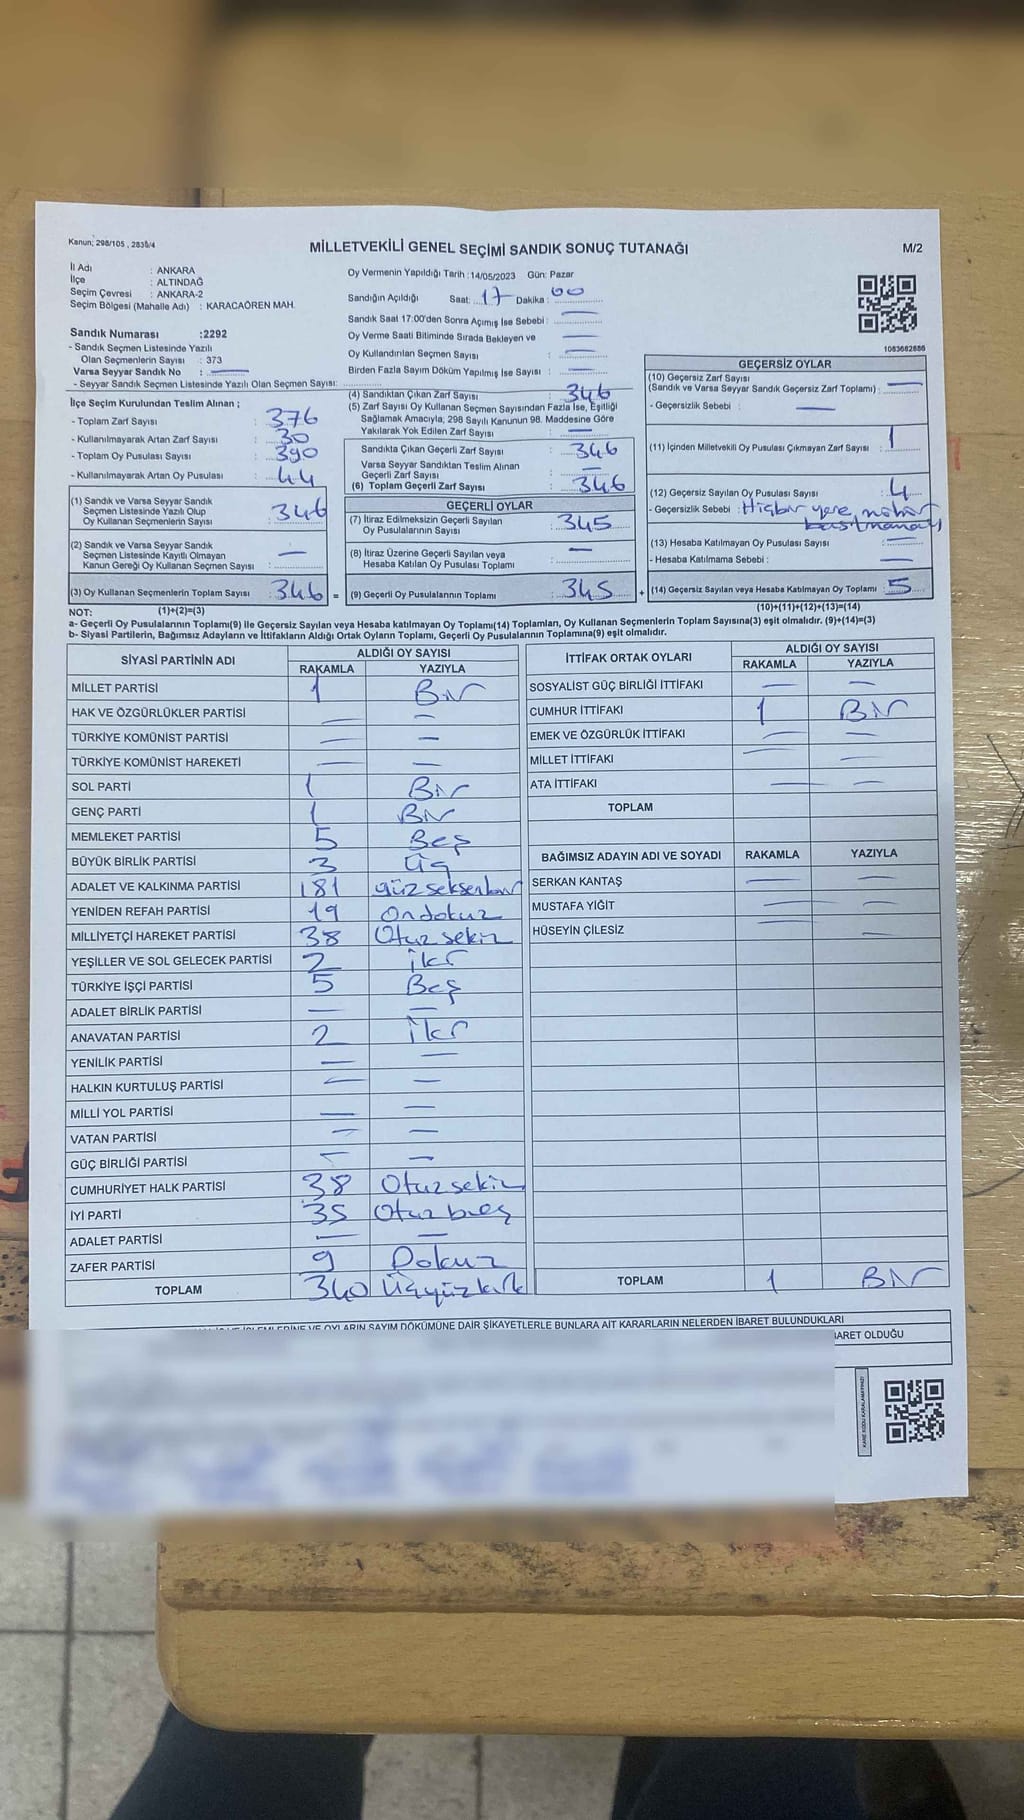 Kanun; 298/105 , 2839/4
MİLLETVEKİLİ GENEL SEÇİMİ SANDIK SONUÇ TUTANAĞI
M/2
İl Adı : ANKARA
İlçe : ALTINDAĞ
Seçim Çevresi : ANKARA-2
Seçim Bölgesi (Mahalle Adı) : KARACAÖREN MAH.
Sandık Numarası :2292
- Sandık Seçmen Listesinde Yazılı
Olan Seçmenlerin Sayısı : 373
Varsa Seyyar Sandık No : —
- Seyyar Sandık Seçmen Listesinde Yazılı Olan Seçmen Sayısı:
Oy Vermenin Yapıldığı Tarih :14/05/2023 Gün: Pazar
Sandığın Açıldığı Saat: 17 Dakika : 00
Sandık Saat 17:00'den Sonra Açımış İse Sebebi : —
Oy Verme Saati Bitiminde Sırada Bekleyen ve —
Oy Kullandırılan Seçmen Sayısı : —
Birden Fazla Sayım Döküm Yapılmış İse Sayısı : —
1083682686
İlçe Seçim Kurulundan Teslim Alınan ;
- Toplam Zarf Sayısı : 376
- Kullanılmayarak Artan Zarf Sayısı : 30
- Toplam Oy Pusulası Sayısı : 390
- Kullanılmayarak Artan Oy Pusulası : 44
(1) Sandık ve Varsa Seyyar Sandık
Seçmen Listesinde Yazılı Olup
Oy Kullanan Seçmenlerin Sayısı : 346
(2) Sandık ve Varsa Seyyar Sandık
Seçmen Listesinde Kayıtlı Olmayan
Kanun Gereği Oy Kullanan Seçmen Sayısı : —
(3) Oy Kullanan Seçmenlerin Toplam Sayısı : 346 =
(4) Sandıktan Çıkan Zarf Sayısı : 346
(5) Zarf Sayısı Oy Kullanan Seçmen Sayısından Fazla İse, Eşitliği
Sağlamak Amacıyla; 298 Sayılı Kanunun 98. Maddesine Göre
Yakılarak Yok Edilen Zarf Sayısı : —
Sandıkta Çıkan Geçerli Zarf Sayısı : 346
Varsa Seyyar Sandıktan Teslim Alınan
Geçerli Zarf Sayısı : —
(6) Toplam Geçerli Zarf Sayısı : 346
GEÇERLİ OYLAR
(7) İtiraz Edilmeksizin Geçerli Sayılan
Oy Pusulalarının Sayısı : 345
(8) İtiraz Üzerine Geçerli Sayılan veya
Hesaba Katılan Oy Pusulası Toplamı : —
(9) Geçerli Oy Pusulalarının Toplamı : 345 +
GEÇERSİZ OYLAR
(10) Geçersiz Zarf Sayısı
(Sandık ve Varsa Seyyar Sandık Geçersiz Zarf Toplamı) : —
- Geçersizlik Sebebi : —
(11) İçinden Milletvekili Oy Pusulası Çıkmayan Zarf Sayısı : 1
(12) Geçersiz Sayılan Oy Pusulası Sayısı : 4
- Geçersizlik Sebebi : Hiçbir yere mühür
basılmaması
(13) Hesaba Katılmayan Oy Pusulası Sayısı : —
- Hesaba Katılmama Sebebi : —
(14) Geçersiz Sayılan veya Hesaba Katılmayan Oy Toplamı : 5
NOT: (1)+(2)=(3) (10)+(11)+(12)+(13)=(14)
a- Geçerli Oy Pusulalarının Toplamı(9) ile Geçersiz Sayılan veya Hesaba katılmayan Oy Toplamı(14) Toplamları, Oy Kullanan Seçmenlerin Toplam Sayısına(3) eşit olmalıdır. (9)+(14)=(3)
b- Siyasi Partilerin, Bağımsız Adayların ve İttifakların Aldığı Ortak Oyların Toplamı, Geçerli Oy Pusulalarının Toplamına(9) eşit olmalıdır.
SİYASİ PARTİNİN ADI ALDIĞI OY SAYISI
RAKAMLA YAZIYLA
MİLLET PARTİSİ 1 Bir
HAK VE ÖZGÜRLÜKLER PARTİSİ — —
TÜRKİYE KOMÜNİST PARTİSİ — —
TÜRKİYE KOMÜNİST HAREKETİ — —
SOL PARTİ 1 Bir
GENÇ PARTİ 1 Bir
MEMLEKET PARTİSİ 5 Beş
BÜYÜK BİRLİK PARTİSİ 3 Üç
ADALET VE KALKINMA PARTİSİ 181 yüzseksenbir
YENİDEN REFAH PARTİSİ 19 Ondokuz
MİLLİYETÇİ HAREKET PARTİSİ 38 Otuzsekiz
YEŞİLLER VE SOL GELECEK PARTİSİ 2 İki
TÜRKİYE İŞÇİ PARTİSİ 5 Beş
ADALET BİRLİK PARTİSİ — —
ANAVATAN PARTİSİ 2 İki
YENİLİK PARTİSİ — —
HALKIN KURTULUŞ PARTİSİ — —
MİLLİ YOL PARTİSİ — —
VATAN PARTİSİ — —
GÜÇ BİRLİĞİ PARTİSİ — —
CUMHURİYET HALK PARTİSİ 38 Otuzsekiz
İYİ PARTİ 35 Otuzbeş
ADALET PARTİSİ — —
ZAFER PARTİSİ 9 Dokuz
TOPLAM 340 Üçyüzkırk
İTTİFAK ORTAK OYLARI ALDIĞI OY SAYISI
RAKAMLA YAZIYLA
SOSYALİST GÜÇ BİRLİĞİ İTTİFAKI — —
CUMHUR İTTİFAKI 1 Bir
EMEK VE ÖZGÜRLÜK İTTİFAKI — —
MİLLET İTTİFAKI — —
ATA İTTİFAKI — —
TOPLAM
BAĞIMSIZ ADAYIN ADI VE SOYADI RAKAMLA YAZIYLA
SERKAN KANTAŞ — —
MUSTAFA YİĞİT — —
HÜSEYİN ÇİLESİZ — —
TOPLAM 1 Bir
VE OYLARIN SAYIM DÖKÜMÜNE DAİR ŞİKAYETLERLE BUNLARA AİT KARARLARIN NELERDEN İBARET BULUNDUKLARI
OLDUĞU